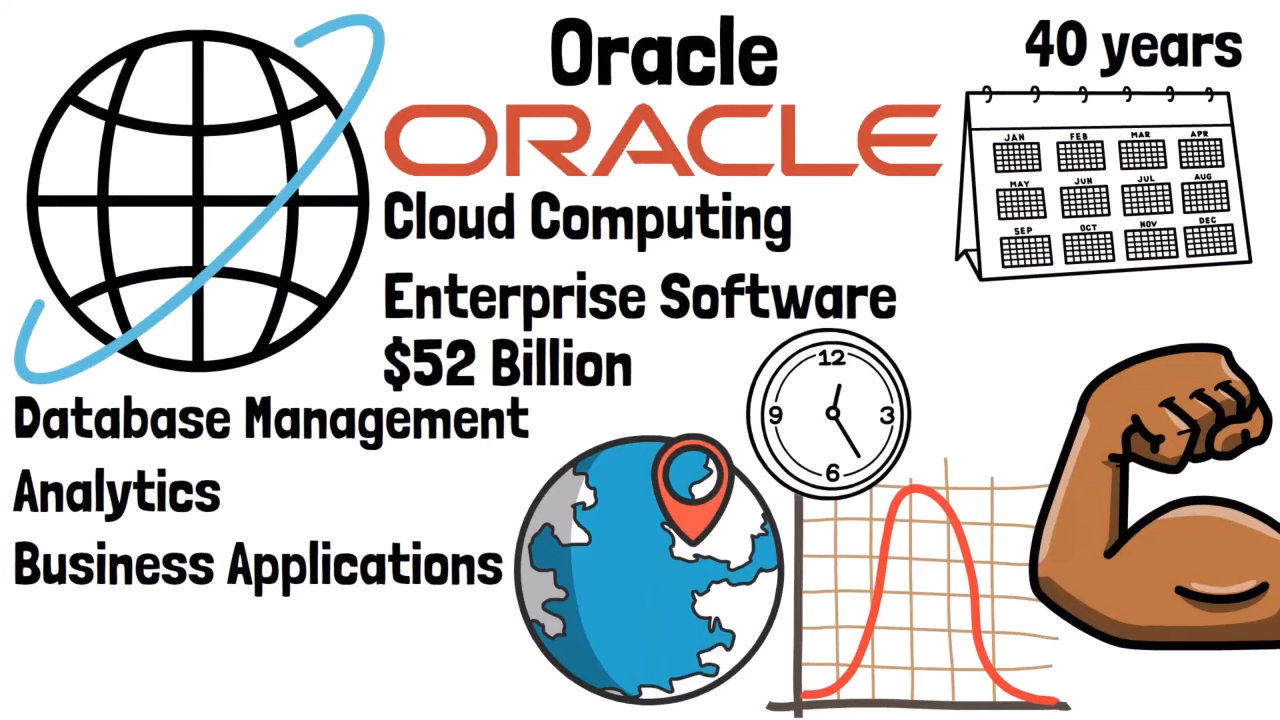 Oracle
ORACLE
Cloud Computing
Enterprise Software
$52 Billion
Database Management
Analytics
Business Applications
40 years
JAN FEB MAR APR
MAY JUN JUL AUG
SEP OCT NOV DEC
12
9 3
6